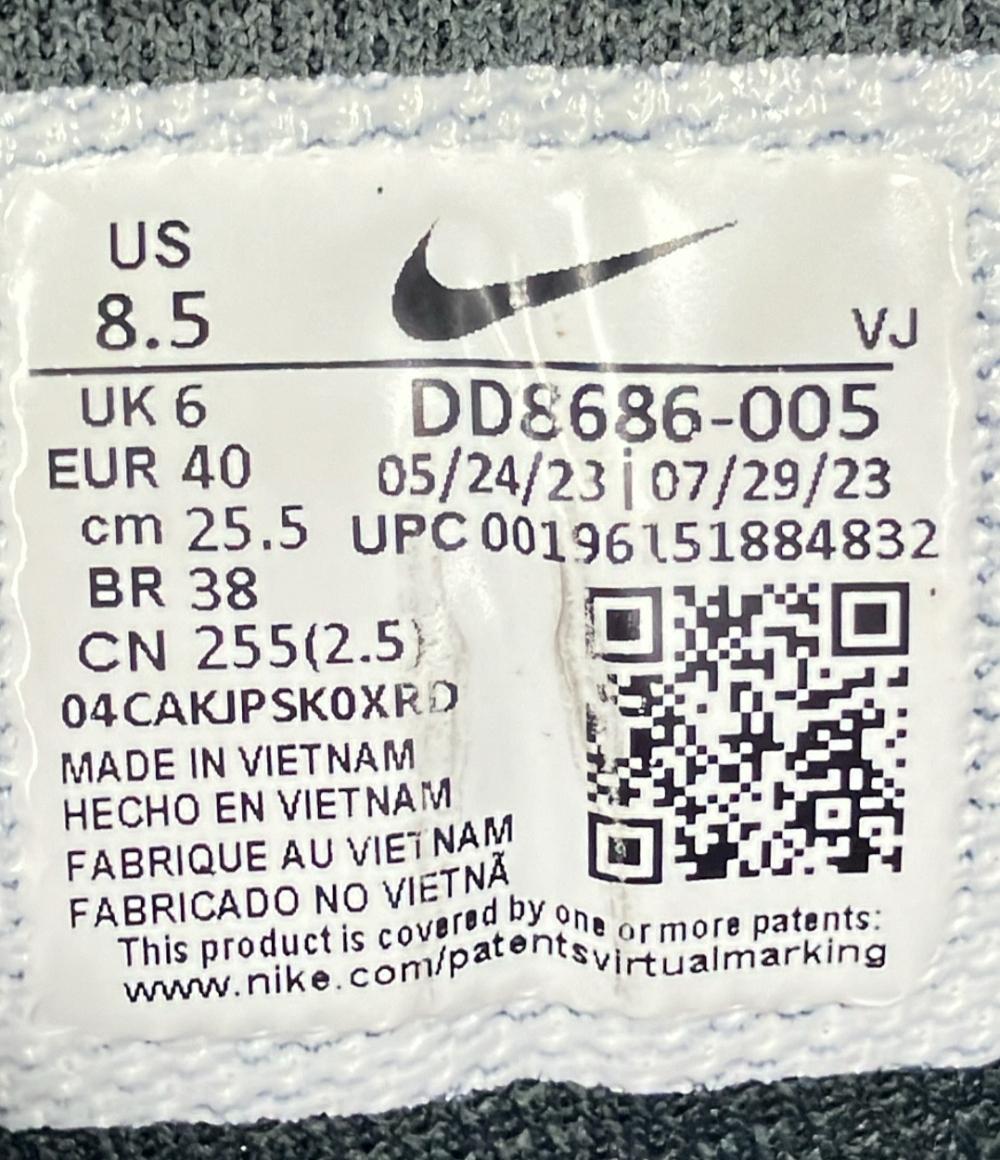 US
8.5
VJ
UK 6
DD8686-005
EUR 40
05/24/23 | 07/29/23
cm 25.5
UPC 00196151884832
BR 38
CN 255(2.5)
04CAKJPSK0XRD
MADE IN VIETNAM
HECHO EN VIETNAM
FABRIQUE AU VIETNAM
FABRICADO NO VIETNÃ
This product is covered by one or more patents:
www.nike.com/patentsvirtualmarking